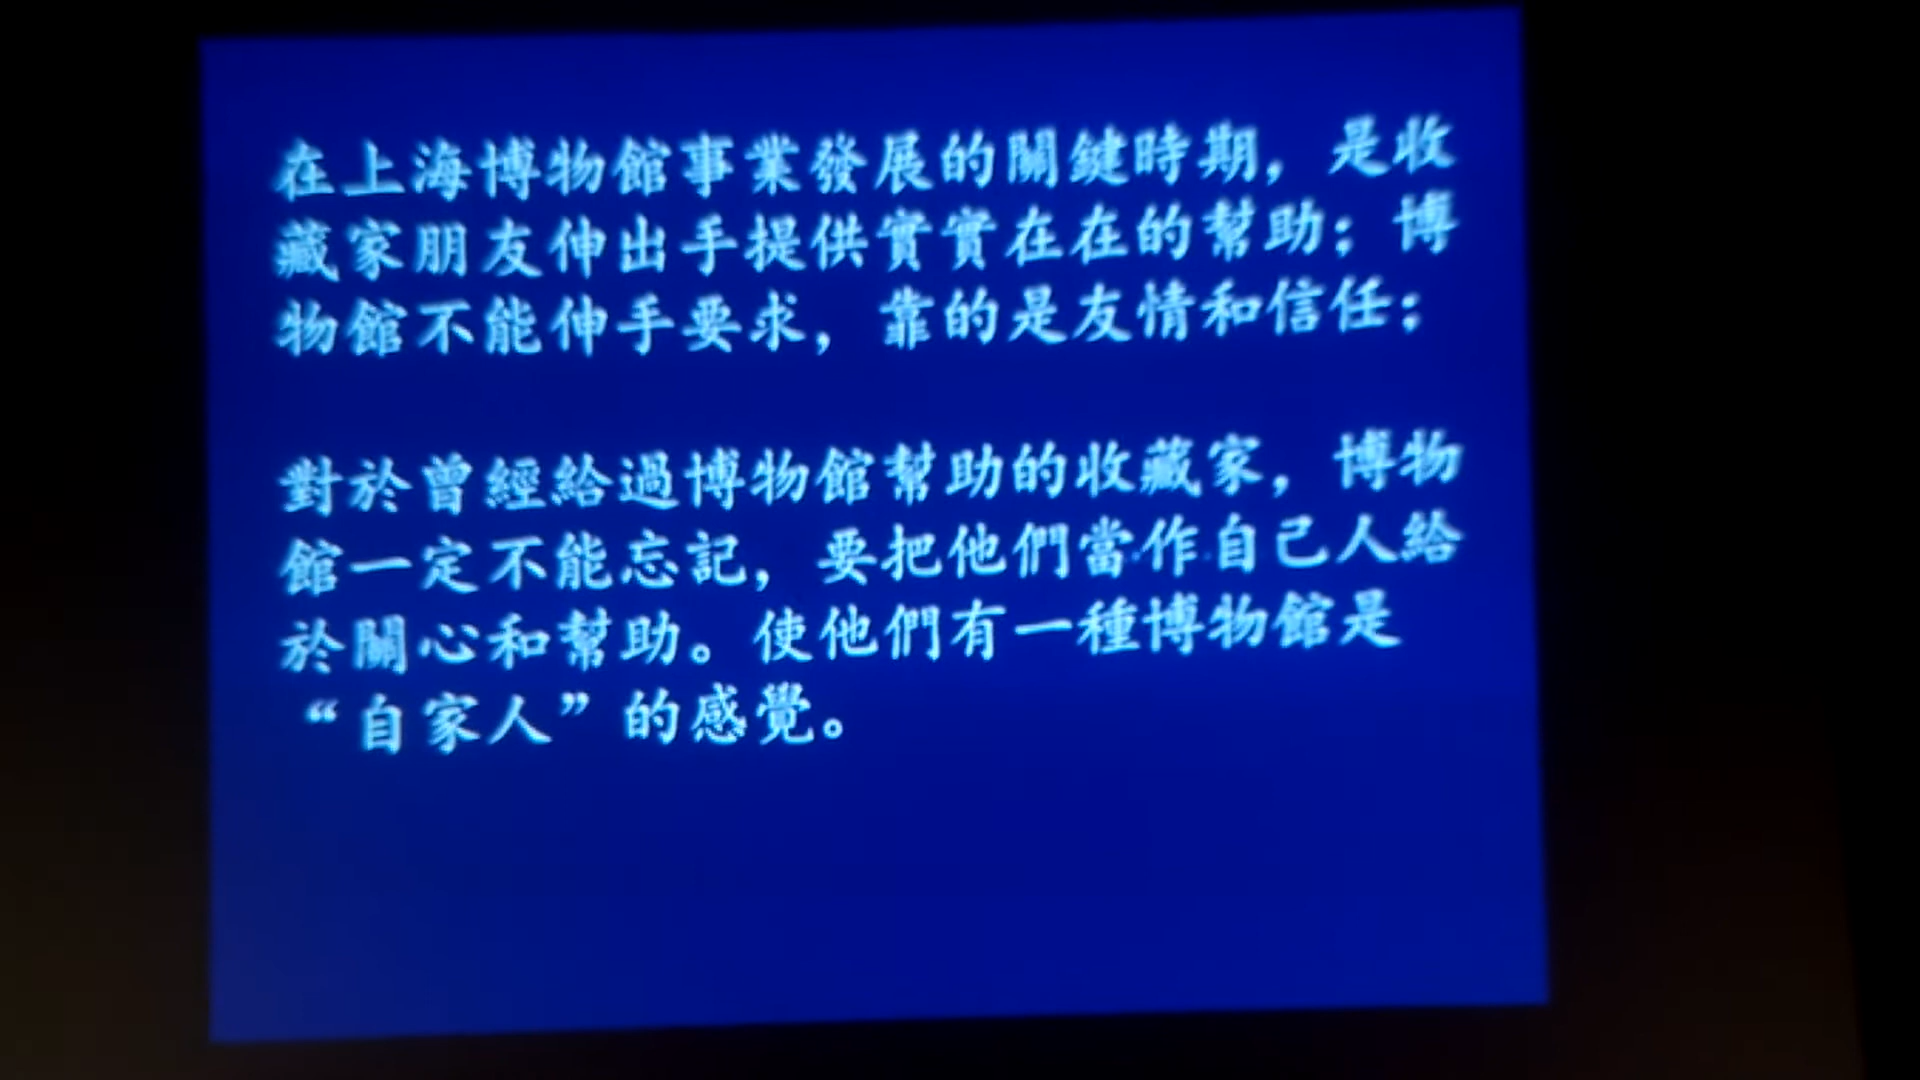 在上海博物館事業發展的關鍵時期，是收
藏家朋友伸出手提供實實在在的幫助；博
物館不能伸手要求，靠的是友情和信任；
對於曾經給過博物館幫助的收藏家，博物
館一定不能忘記，要把他們當作自己人給
於關心和幫助。使他們有一種博物館是
“自家人”的感覺。